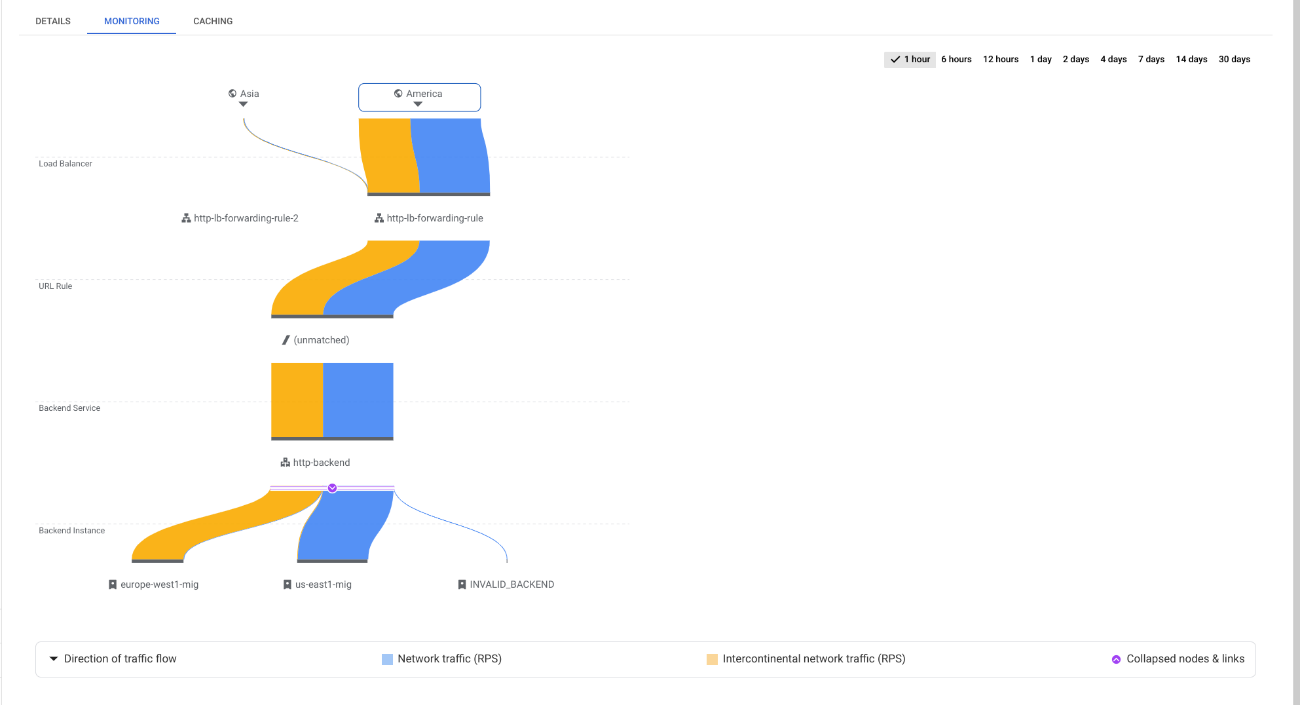 DETAILS MONITORING CACHING
1 hour 6 hours 12 hours 1 day 2 days 4 days 7 days 14 days 30 days
Asia America
Load Balancer
http-lb-forwarding-rule-2 http-lb-forwarding-rule
URL Rule
(unmatched)
Backend Service
http-backend
Backend Instance
europe-west1-mig us-east1-mig INVALID_BACKEND
Direction of traffic flow Network traffic (RPS) Intercontinental network traffic (RPS) Collapsed nodes & links